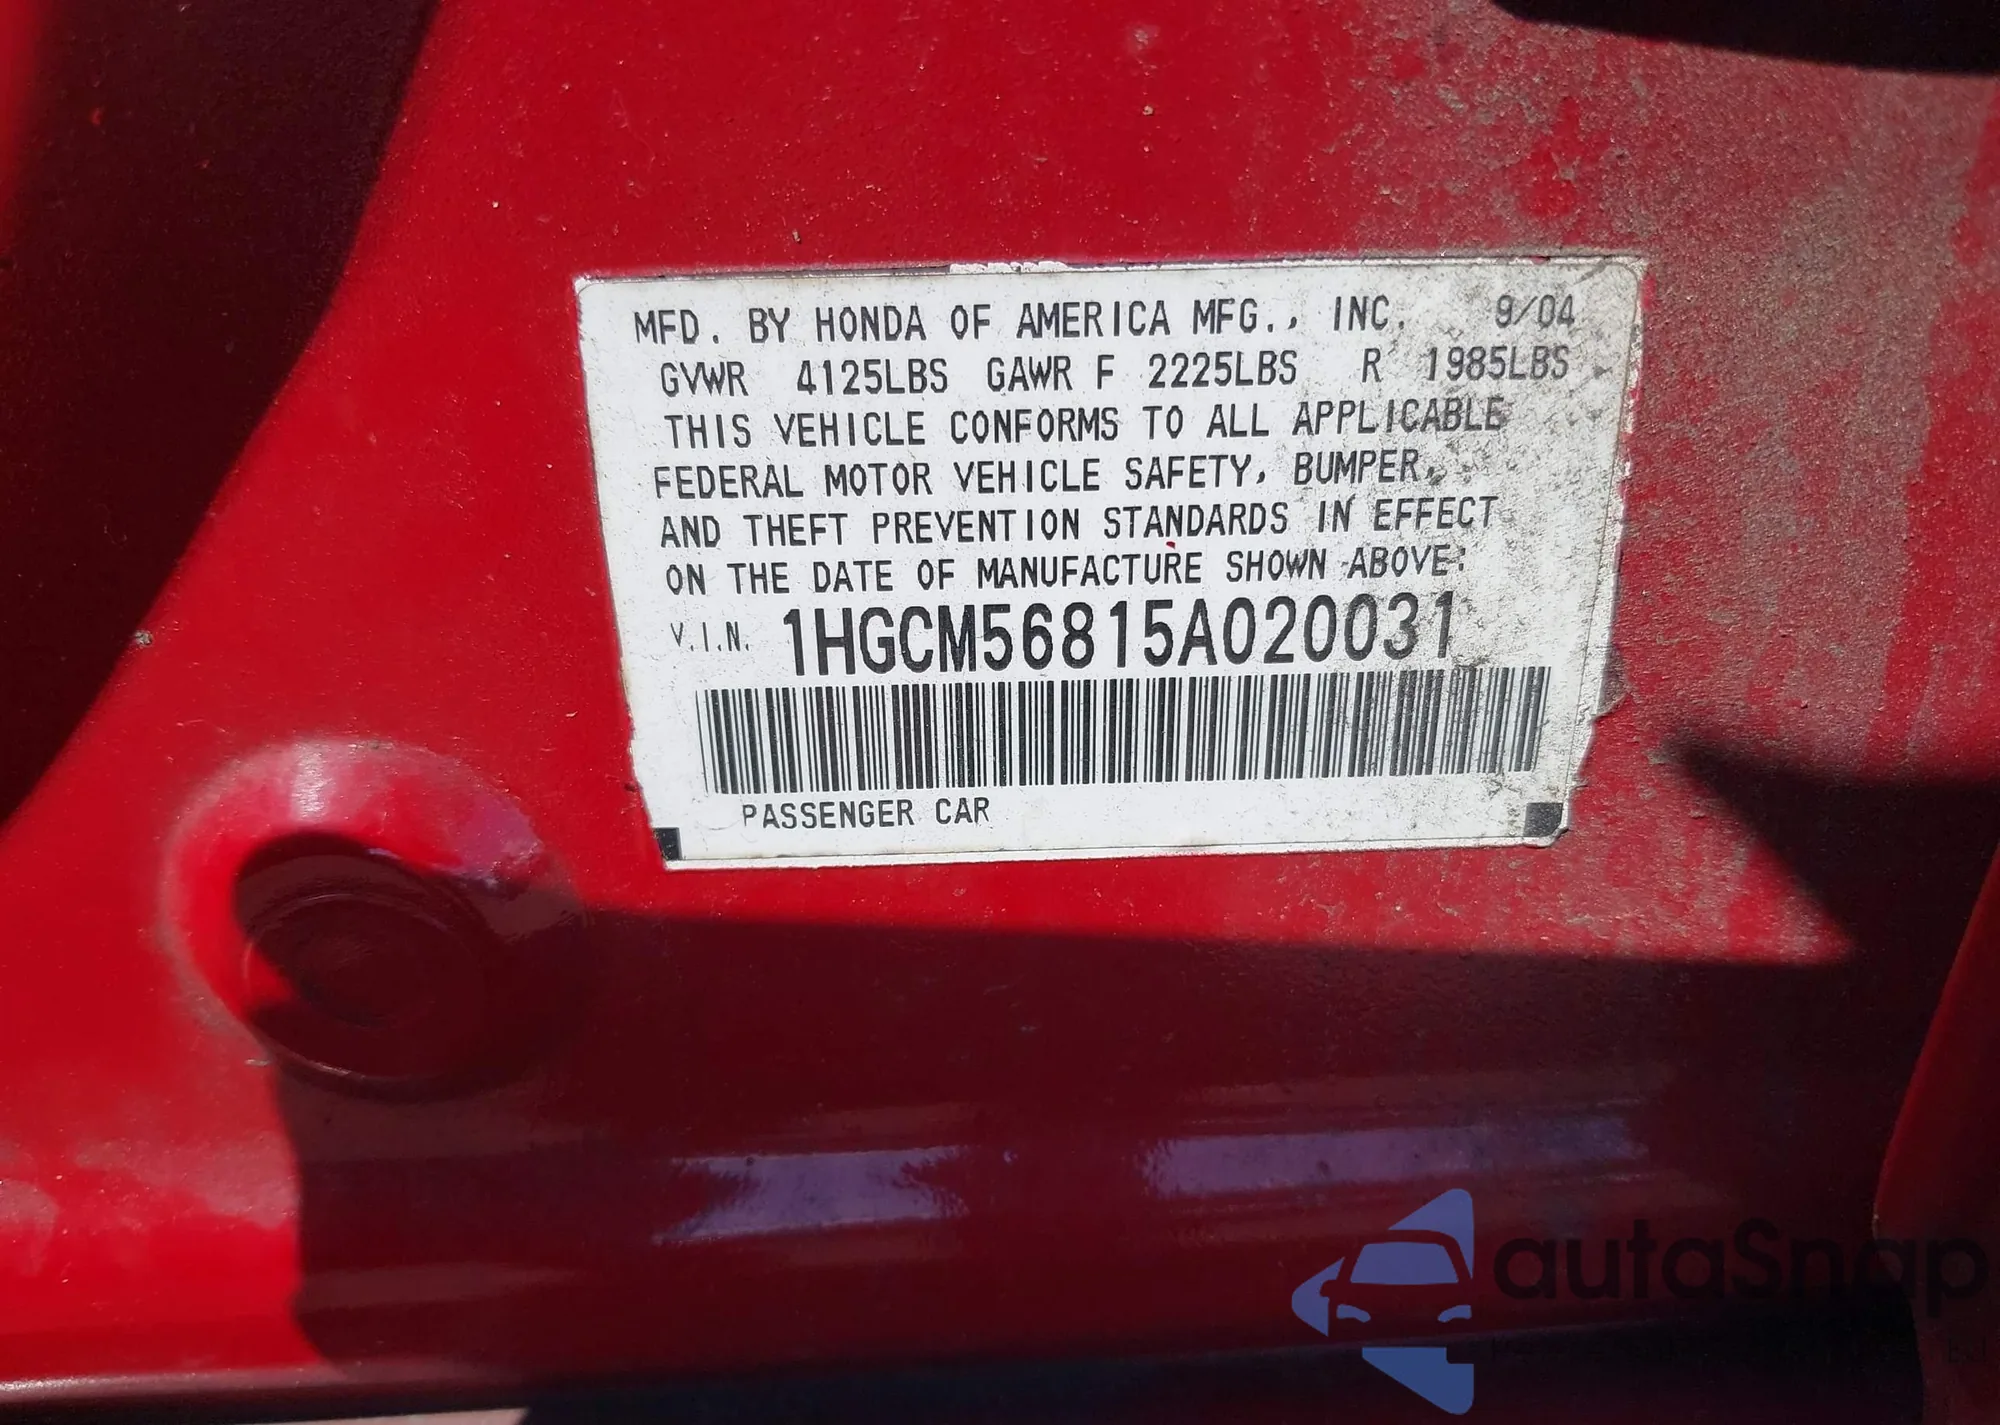 MFD. BY HONDA OF AMERICA MFG., INC. 9/04
GVWR 4125LBS GAWR F 2225LBS R 1985LBS
THIS VEHICLE CONFORMS TO ALL APPLICABLE
FEDERAL MOTOR VEHICLE SAFETY, BUMPER,
AND THEFT PREVENTION STANDARDS IN EFFECT
ON THE DATE OF MANUFACTURE SHOWN ABOVE:
V.I.N. 1HGCM56815A020031
PASSENGER CAR
autaSnap